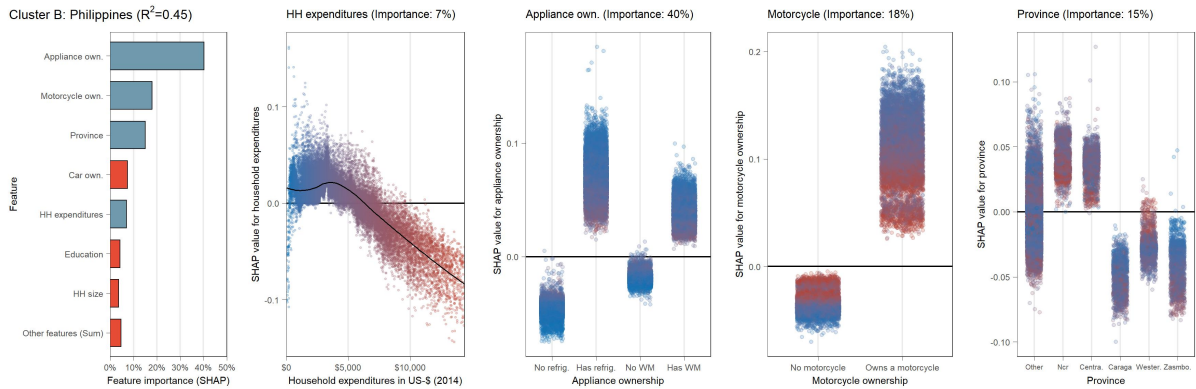 Cluster B: Philippines (R²=0.45)
Feature
Appliance own.
Motorcycle own.
Province
Car own.
HH expenditures
Education
HH size
Other features (Sum)
0% 10% 20% 30% 40% 50%
Feature importance (SHAP)
HH expenditures (Importance: 7%)
SHAP value for household expenditures
0.1
0.0
-0.1
$0 $5,000 $10,000
Household expenditures in US-$ (2014)
Appliance own. (Importance: 40%)
SHAP value for appliance ownership
0.1
0.0
No refrig. Has refrig. No WM Has WM
Appliance ownership
Motorcycle (Importance: 18%)
SHAP value for motorcycle ownership
0.2
0.1
0.0
No motorcycle Owns a motorcycle
Motorcycle ownership
Province (Importance: 15%)
SHAP value for province
0.10
0.05
0.00
-0.05
-0.10
Other Ncr Centra. Caraga Wester. Zasmbo.
Province